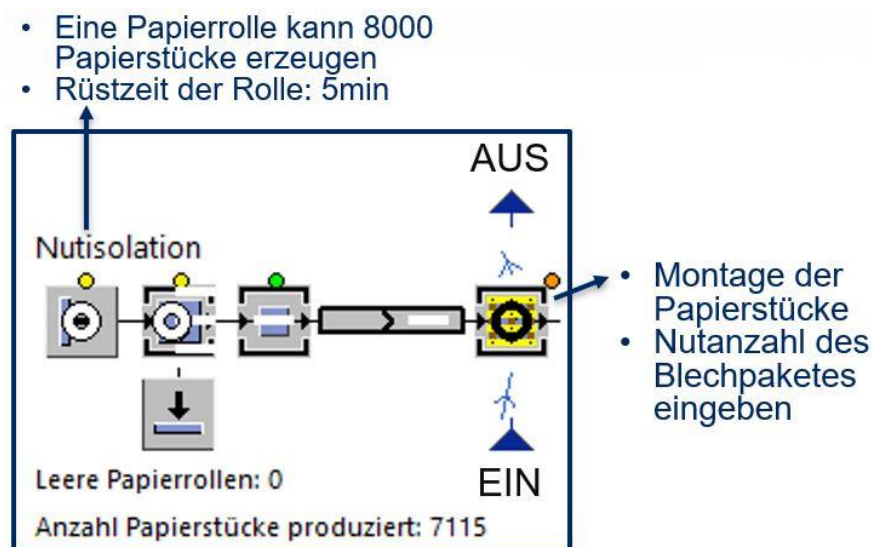 • Eine Papierrolle kann 8000
Papierstücke erzeugen
• Rüstzeit der Rolle: 5min
AUS
Nutisolation
• Montage der
Papierstücke
• Nutanzahl des
Blechpaketes
eingeben
Leere Papierrollen: 0
EIN
Anzahl Papierstücke produziert: 7115